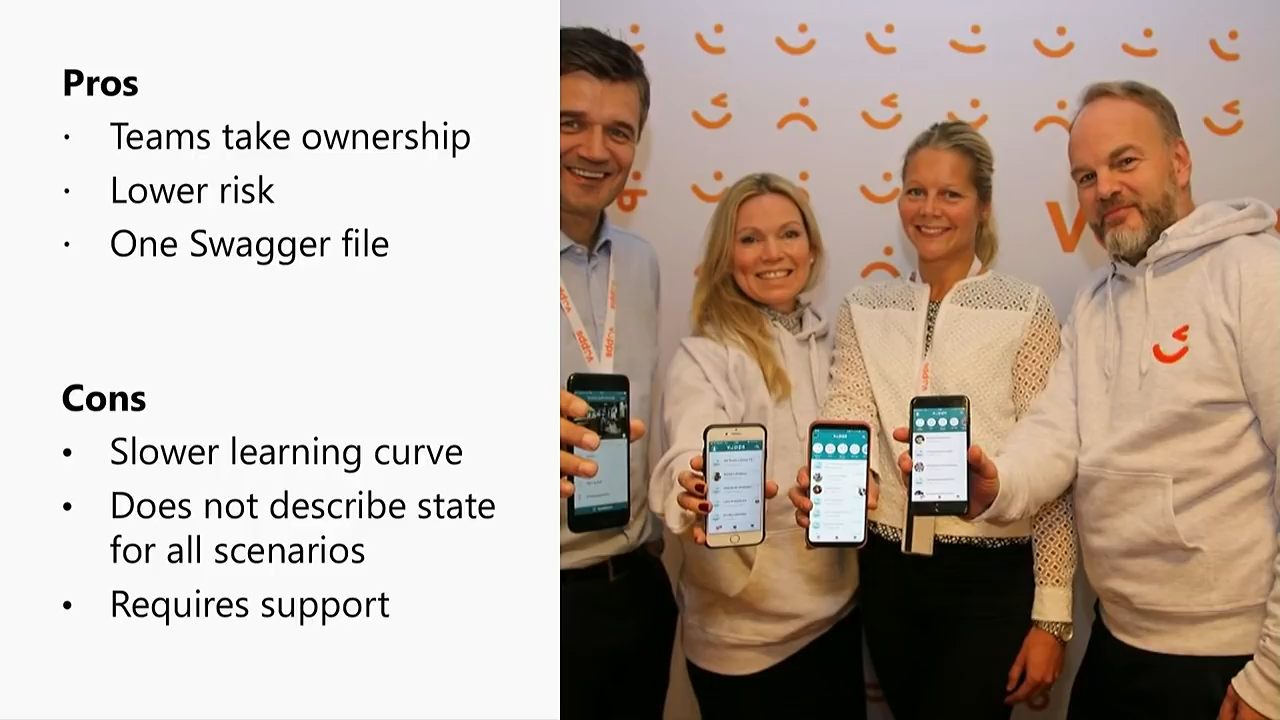 Pros
· Teams take ownership
· Lower risk
· One Swagger file
Cons
• Slower learning curve
• Does not describe state
for all scenarios
• Requires support